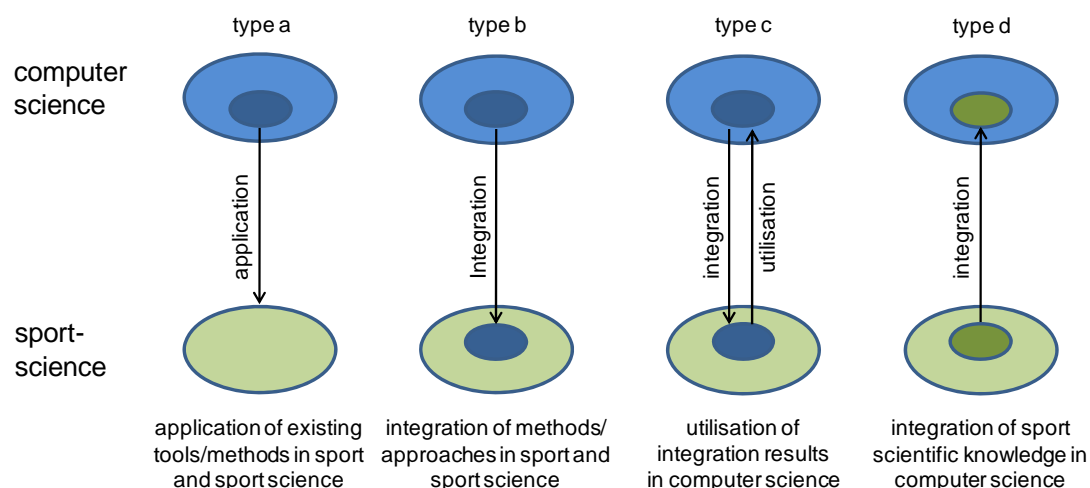 type a
type b
type c
type d
computer
science
application
Integration
integration
utilisation
integration
sport-
science
application of existing
tools/methods in sport
and sport science
integration of methods/
approaches in sport and
sport science
utilisation of
integration results
in computer science
integration of sport
scientific knowledge in
computer science